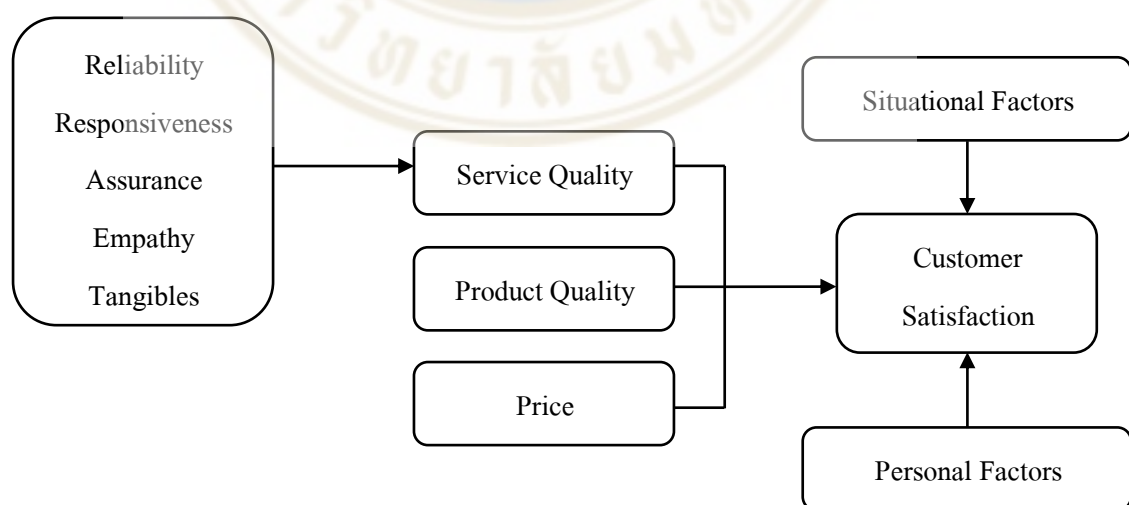 Reliability
Responsiveness
Assurance
Empathy
Tangibles
Service Quality
Product Quality
Price
Situational Factors
Customer
Satisfaction
Personal Factors